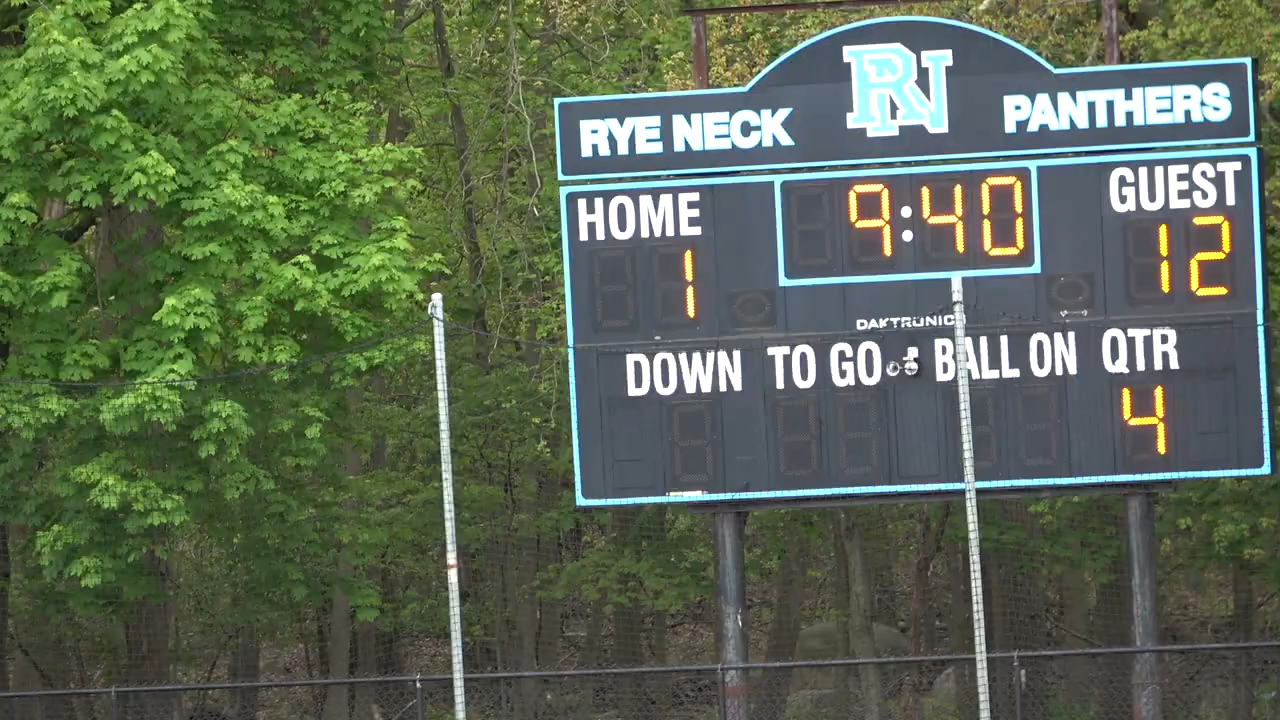 RN
RYE NECK PANTHERS
HOME 9:40 GUEST
1 12
DAKTRONICS
DOWN TO GO BALL ON QTR
4